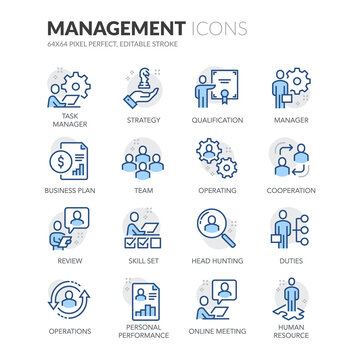 MANAGEMENT ICONS
64X64 PIXEL PERFECT, EDITABLE STROKE
TASK
MANAGER
STRATEGY
QUALIFICATION
MANAGER
$
BUSINESS PLAN
TEAM
OPERATING
COOPERATION
REVIEW
SKILL SET
HEAD HUNTING
DUTIES
OPERATIONS
PERSONAL
PERFORMANCE
ONLINE MEETING
HUMAN
RESOURCE